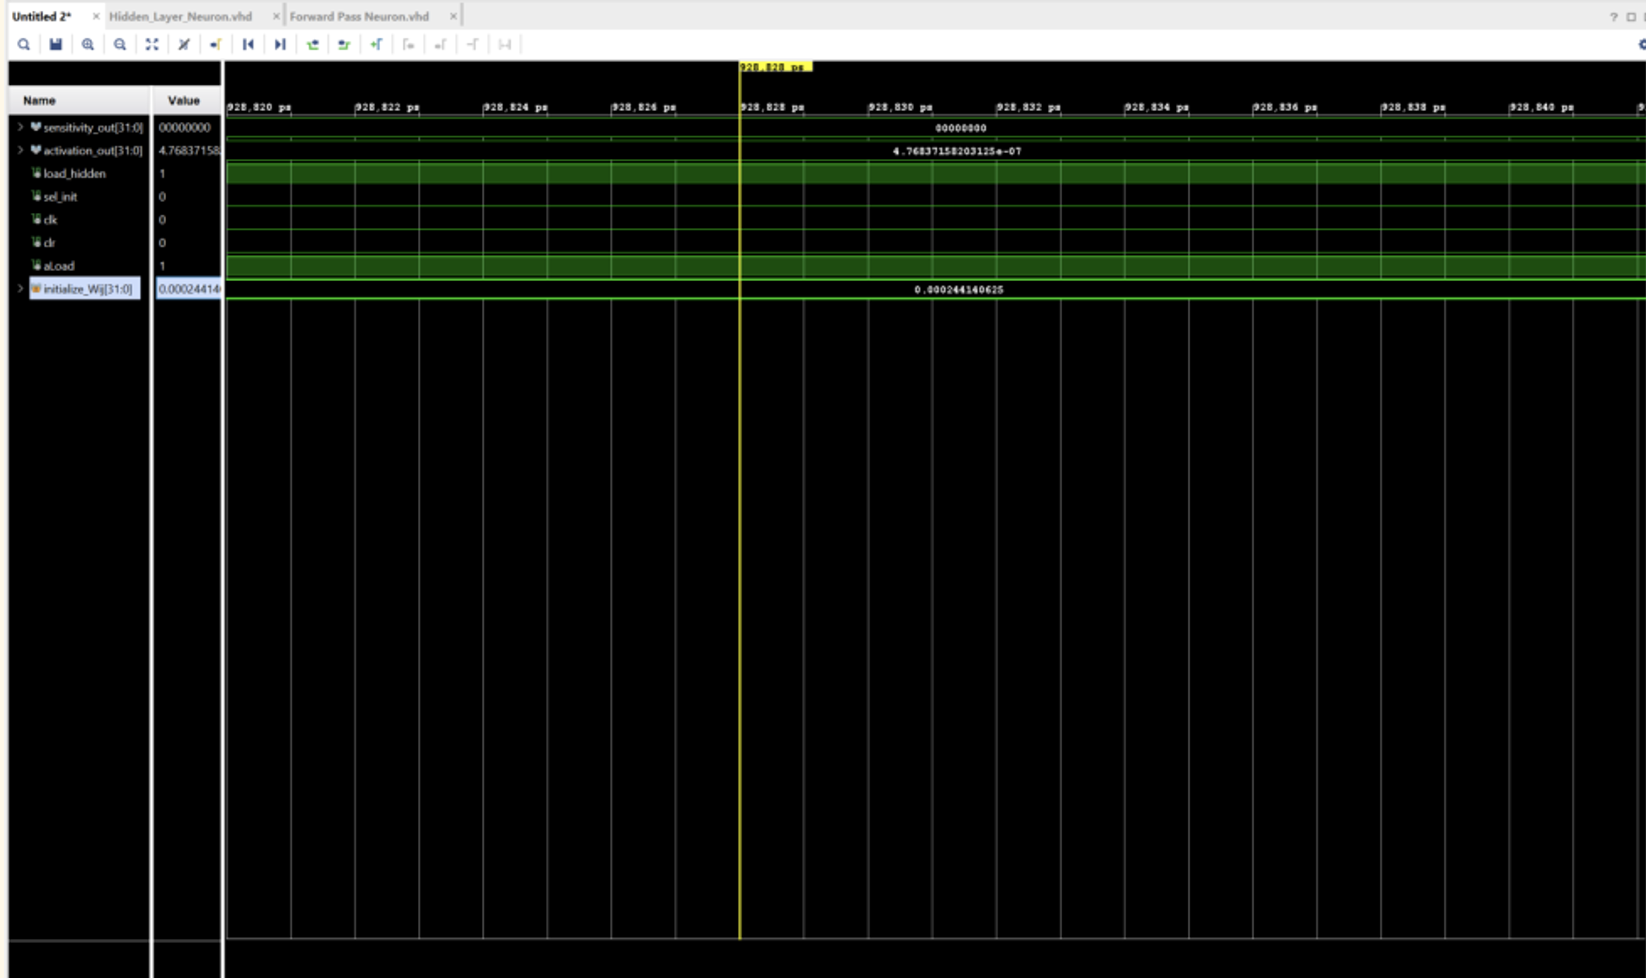 Untitled 2* × Hidden_Layer_Neuron.vhd × Forward Pass Neuron.vhd ×
? □
928,828 ps
Name Value
928,820 ps 928,822 ps 928,824 ps 928,826 ps 928,828 ps 928,830 ps 928,832 ps 928,834 ps 928,836 ps 928,838 ps 928,840 ps
sensitivity_out[31:0] 00000000 00000000
activation_out[31:0] 4.76837158 4.76837158203125e-07
load_hidden 1
sel_init 0
clk 0
clr 0
aLoad 1
initialize_Wij[31:0] 0.00024414 0.000244140625